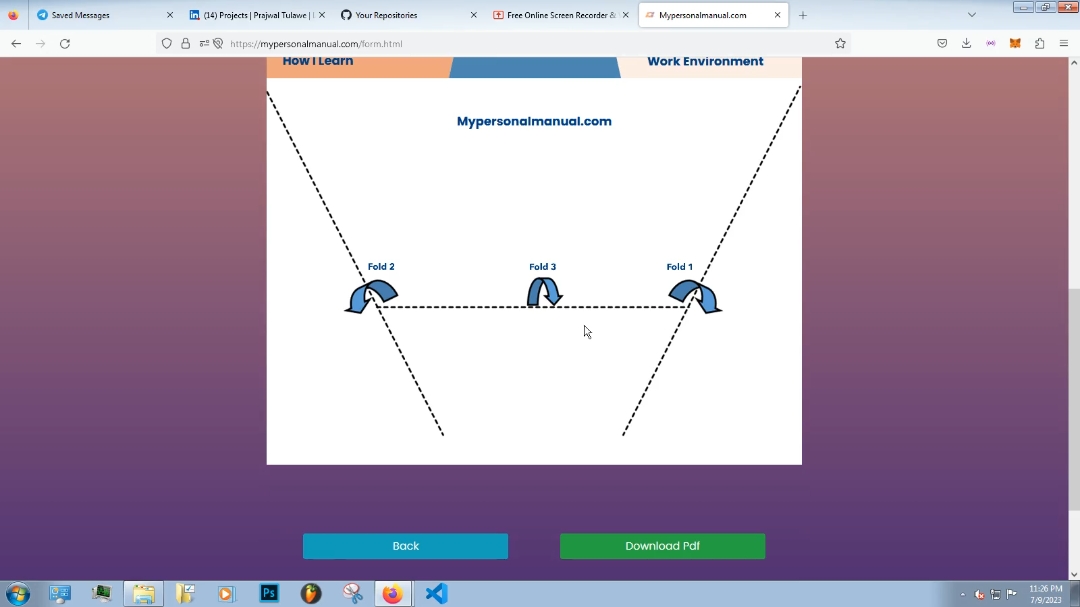 Saved Messages
(14) Projects | Prajwal Tulawe | L
Your Repositories
Free Online Screen Recorder &
Mypersonalmanual.com
https://mypersonalmanual.com/form.html
How I Learn
Work Environment
Mypersonalmanual.com
Fold 2
Fold 3
Fold 1
Back
Download Pdf
Ps
11:26 PM
7/9/2023